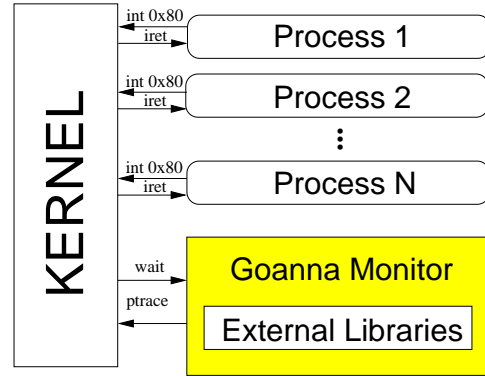 KERNEL
int 0x80
iret
Process 1
int 0x80
iret
Process 2
int 0x80
iret
Process N
wait
ptrace
Goanna Monitor
External Libraries